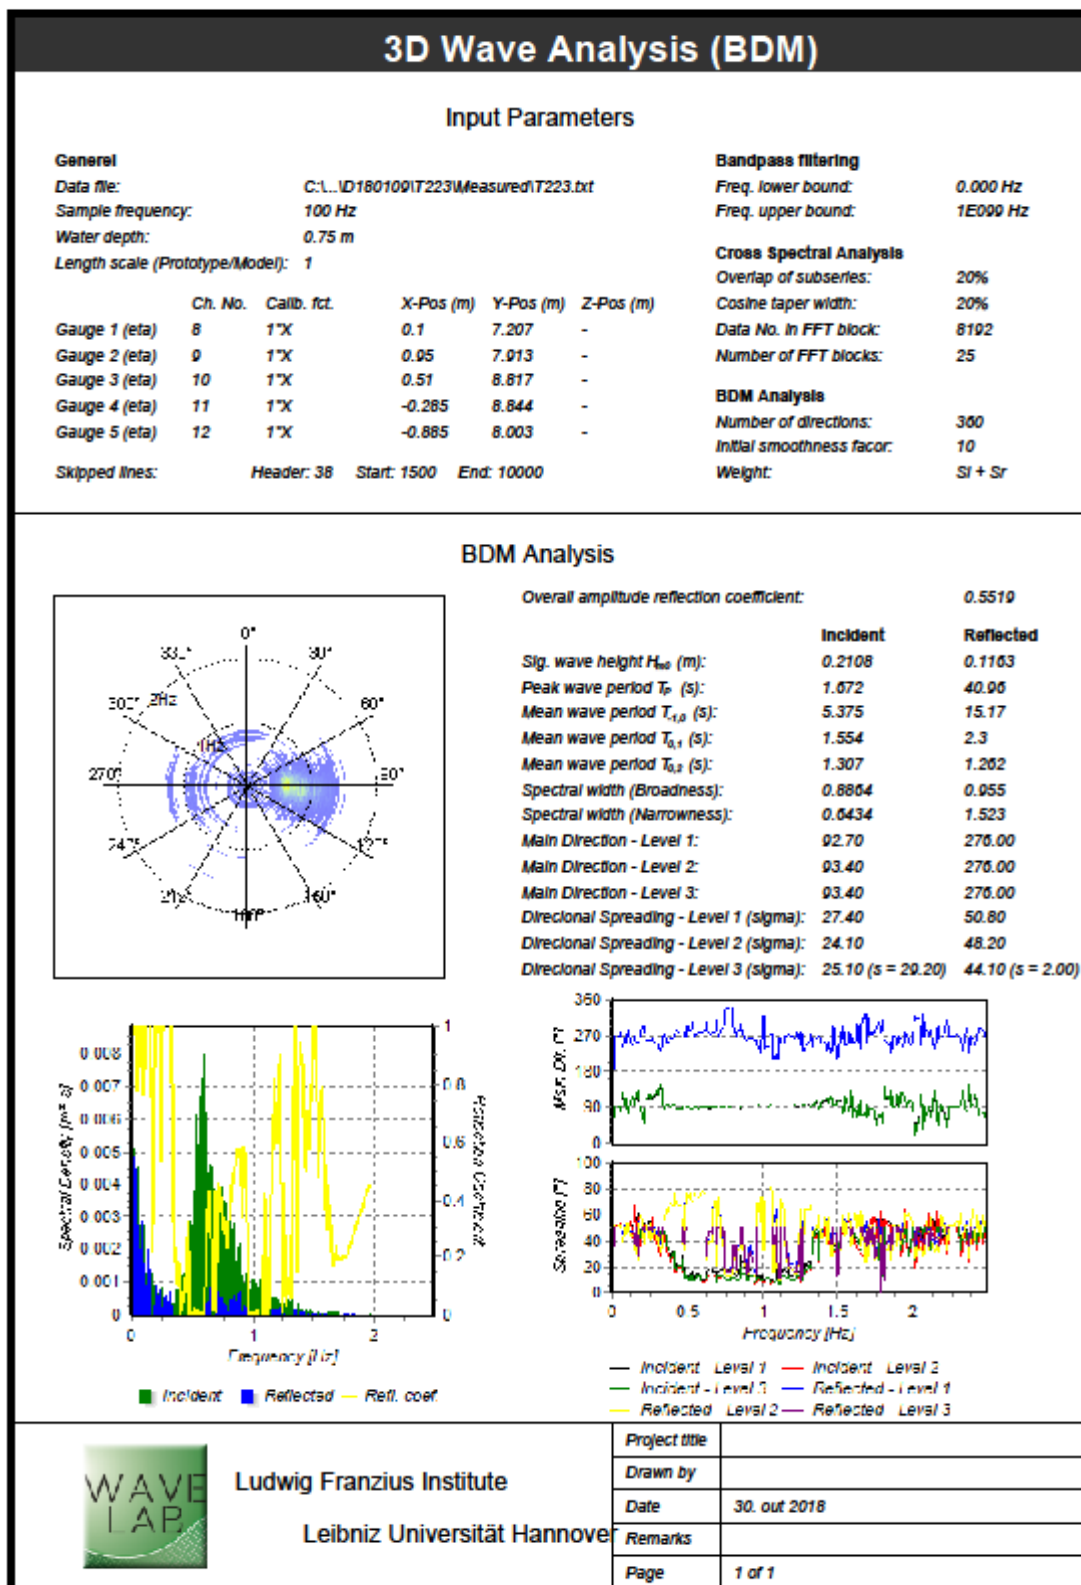 3D Wave Analysis (BDM)
Input Parameters
General
Data file: C:\...\D180109\T223\Measured\T223.txt
Sample frequency: 100 Hz
Water depth: 0.75 m
Length scale (Prototype/Model): 1
Ch. No. Calib. fct. X-Pos (m) Y-Pos (m) Z-Pos (m)
Gauge 1 (eta) 8 1*X 0.1 7.207 -
Gauge 2 (eta) 9 1*X 0.95 7.913 -
Gauge 3 (eta) 10 1*X 0.51 8.817 -
Gauge 4 (eta) 11 1*X -0.285 8.844 -
Gauge 5 (eta) 12 1*X -0.885 8.003 -
Skipped lines: Header: 38 Start: 1500 End: 10000
Bandpass filtering
Freq. lower bound: 0.000 Hz
Freq. upper bound: 1E099 Hz
Cross Spectral Analysis
Overlap of subseries: 20%
Cosine taper width: 20%
Data No. in FFT block: 8192
Number of FFT blocks: 25
BDM Analysis
Number of directions: 360
Initial smoothness facor: 10
Weight: Si + Sr
BDM Analysis
0°
330° 30°
300° 2Hz 60°
1Hz
270° 90°
240° 120°
212° 150°
180°
Overall amplitude reflection coefficient: 0.5519
Incident Reflected
Sig. wave height Hm0 (m): 0.2108 0.1163
Peak wave period TP (s): 1.672 40.96
Mean wave period T-1,0 (s): 5.375 15.17
Mean wave period T0,1 (s): 1.554 2.3
Mean wave period T0,2 (s): 1.307 1.262
Spectral width (Broadness): 0.8864 0.955
Spectral width (Narrowness): 0.6434 1.523
Main Direction - Level 1: 92.70 276.00
Main Direction - Level 2: 93.40 276.00
Main Direction - Level 3: 93.40 276.00
Direcional Spreading - Level 1 (sigma): 27.40 50.80
Direcional Spreading - Level 2 (sigma): 24.10 48.20
Direcional Spreading - Level 3 (sigma): 25.10 (s = 29.20) 44.10 (s = 2.00)
Spectral Density [m² s]
0.008
0.007
0.006
0.005
0.004
0.003
0.002
0.001
0
1
0.8
0.6
0.4
0.2
0
Reflection Coefficient
0 1 2
Frequency [Hz]
Incident Reflected Refl. coef.
Main Dir. [°]
360
270
180
90
0
Spreading [°]
100
80
60
40
20
0
0 0.5 1 1.5 2
Frequency [Hz]
Incident - Level 1 Incident - Level 2
Incident - Level 3 Reflected - Level 1
Reflected - Level 2 Reflected - Level 3
WAVE
LAB
Ludwig Franzius Institute
Leibniz Universität Hannover
Project title
Drawn by
Date 30. out 2018
Remarks
Page 1 of 1